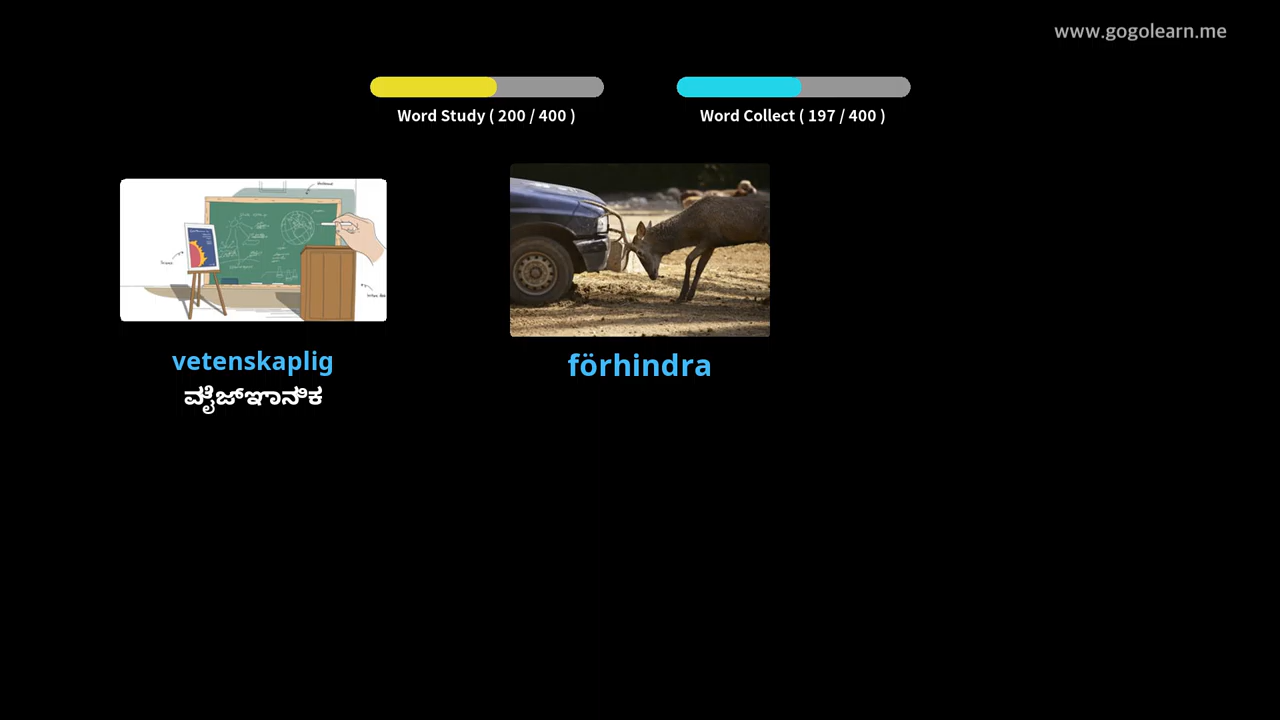 www.gogolearn.me
Word Study ( 200 / 400 )
Word Collect ( 197 / 400 )
vetenskaplig
ವೈಜ್ಞಾನಿಕ
förhindra